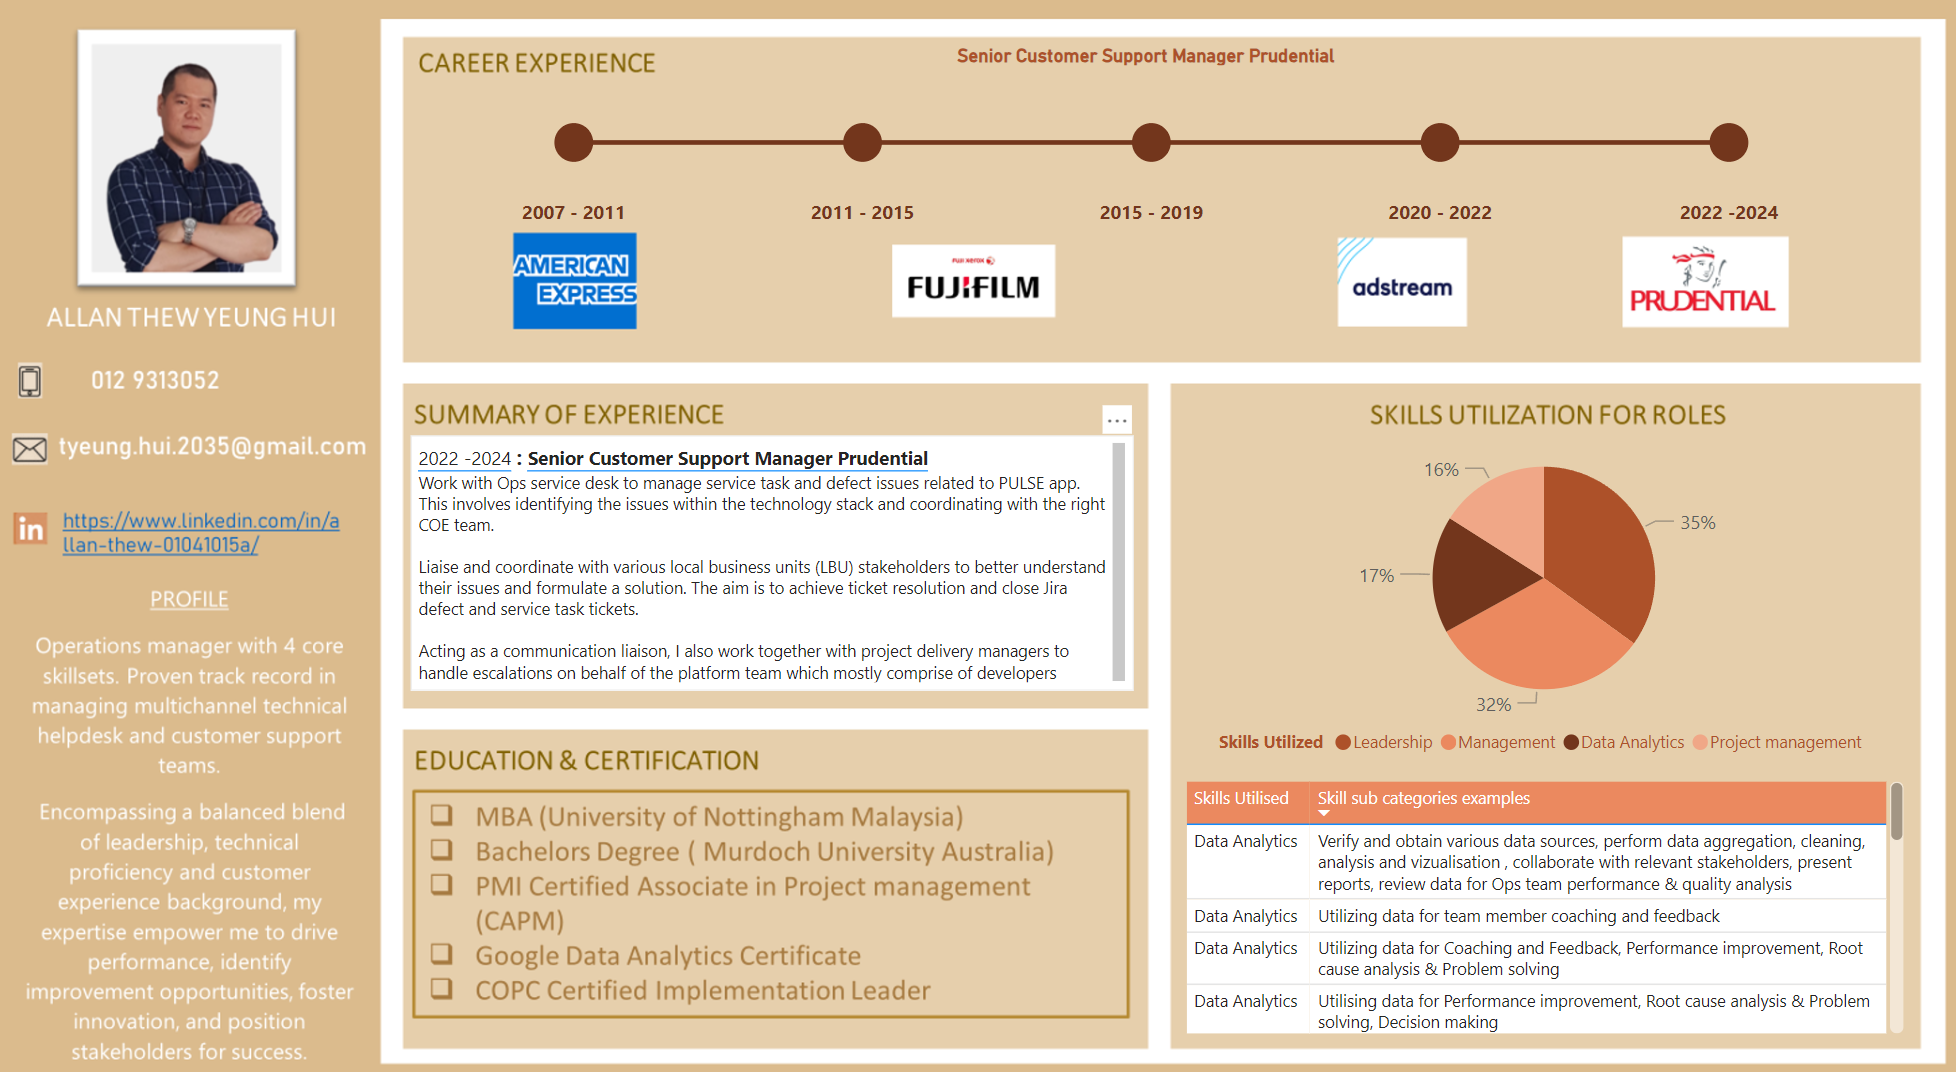 ALLAN THEW YEUNG HUI
012 9313052
tyeung.hui.2035@gmail.com
in
https://www.linkedin.com/in/a
llan-thew-01041015a/
PROFILE
Operations manager with 4 core
skillsets. Proven track record in
managing multichannel technical
helpdesk and customer support
teams.
Encompassing a balanced blend
of leadership, technical
proficiency and customer
experience background, my
expertise empower me to drive
performance, identify
improvement opportunities, foster
innovation, and position
stakeholders for success.
CAREER EXPERIENCE
Senior Customer Support Manager Prudential
2007 - 2011
2011 - 2015
2015 - 2019
2020 - 2022
2022 -2024
AMERICAN
EXPRESS
FUJI XEROX
FUJIFILM
adstream
PRUDENTIAL
SUMMARY OF EXPERIENCE
...
2022 -2024 : Senior Customer Support Manager Prudential
Work with Ops service desk to manage service task and defect issues related to PULSE app.
This involves identifying the issues within the technology stack and coordinating with the right
COE team.
Liaise and coordinate with various local business units (LBU) stakeholders to better understand
their issues and formulate a solution. The aim is to achieve ticket resolution and close Jira
defect and service task tickets.
Acting as a communication liaison, I also work together with project delivery managers to
handle escalations on behalf of the platform team which mostly comprise of developers
EDUCATION & CERTIFICATION
MBA (University of Nottingham Malaysia)
Bachelors Degree ( Murdoch University Australia)
PMI Certified Associate in Project management
(CAPM)
Google Data Analytics Certificate
COPC Certified Implementation Leader
SKILLS UTILIZATION FOR ROLES
16%
35%
17%
32%
Skills Utilized Leadership Management Data Analytics Project management
Skills Utilised Skill sub categories examples
Data Analytics Verify and obtain various data sources, perform data aggregation, cleaning,
analysis and vizualisation , collaborate with relevant stakeholders, present
reports, review data for Ops team performance & quality analysis
Data Analytics Utilizing data for team member coaching and feedback
Data Analytics Utilizing data for Coaching and Feedback, Performance improvement, Root
cause analysis & Problem solving
Data Analytics Utilising data for Performance improvement, Root cause analysis & Problem
solving, Decision making